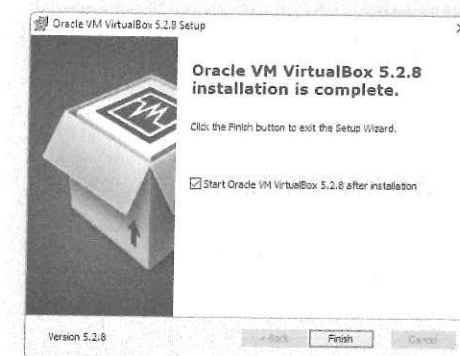 Oracle VM VirtualBox 5.2.8 Setup
Oracle VM VirtualBox 5.2.8
installation is complete.
Click the Finish button to exit the Setup Wizard.
Start Oracle VM VirtualBox 5.2.8 after installation
Version 5.2.8
< Back Finish Cancel